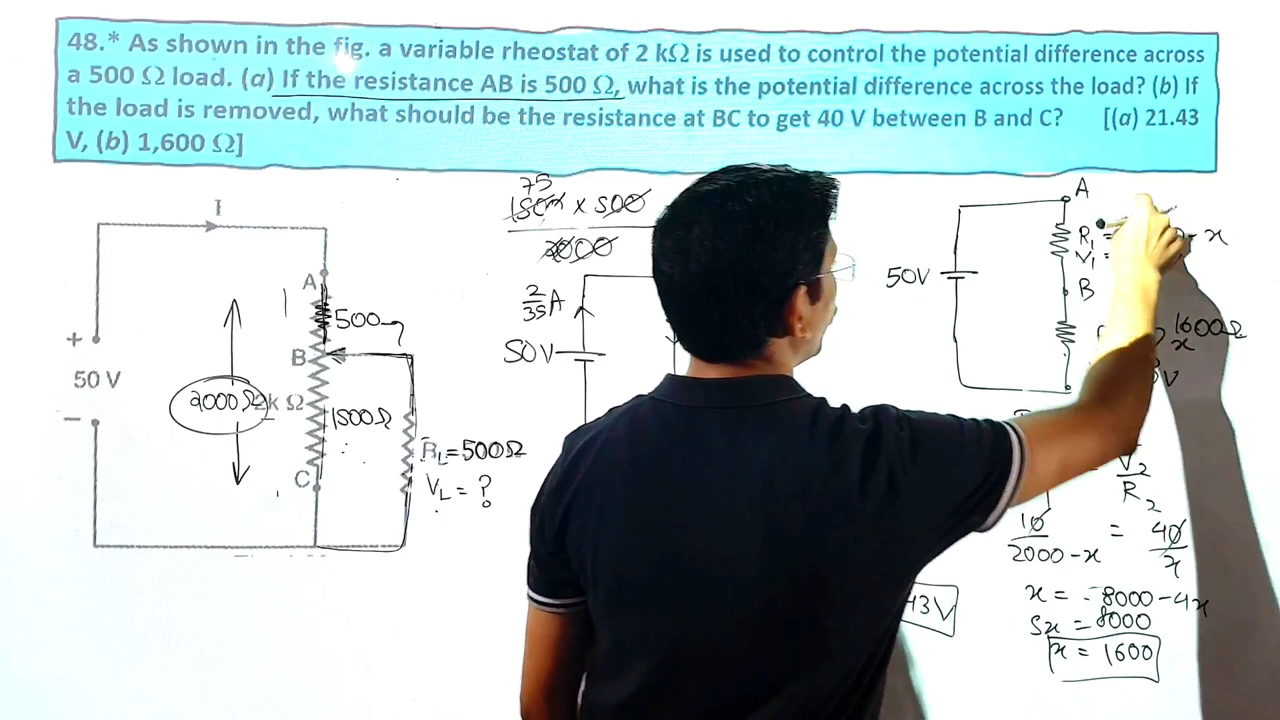 48.* As shown in the fig. a variable rheostat of 2 kΩ is used to control the potential difference across
a 500 Ω load. (a) If the resistance AB is 500 Ω, what is the potential difference across the load? (b) If
the load is removed, what should be the resistance at BC to get 40 V between B and C? [(a) 21.43
V, (b) 1,600 Ω]
I
A
500
B
+
50 V
−
2000 Ω
2k Ω
1500Ω
C
R_L = 500Ω
V_L = ?
75
1500 x 500
2000
2/35 A
50V
50V
A
R₁ =
- x
V₁ =
B
1600Ω
x
V
V₂
R₂
10/2000-x = 40/x
x = 8000 - 4x
5x = 8000
x = 1600
43V